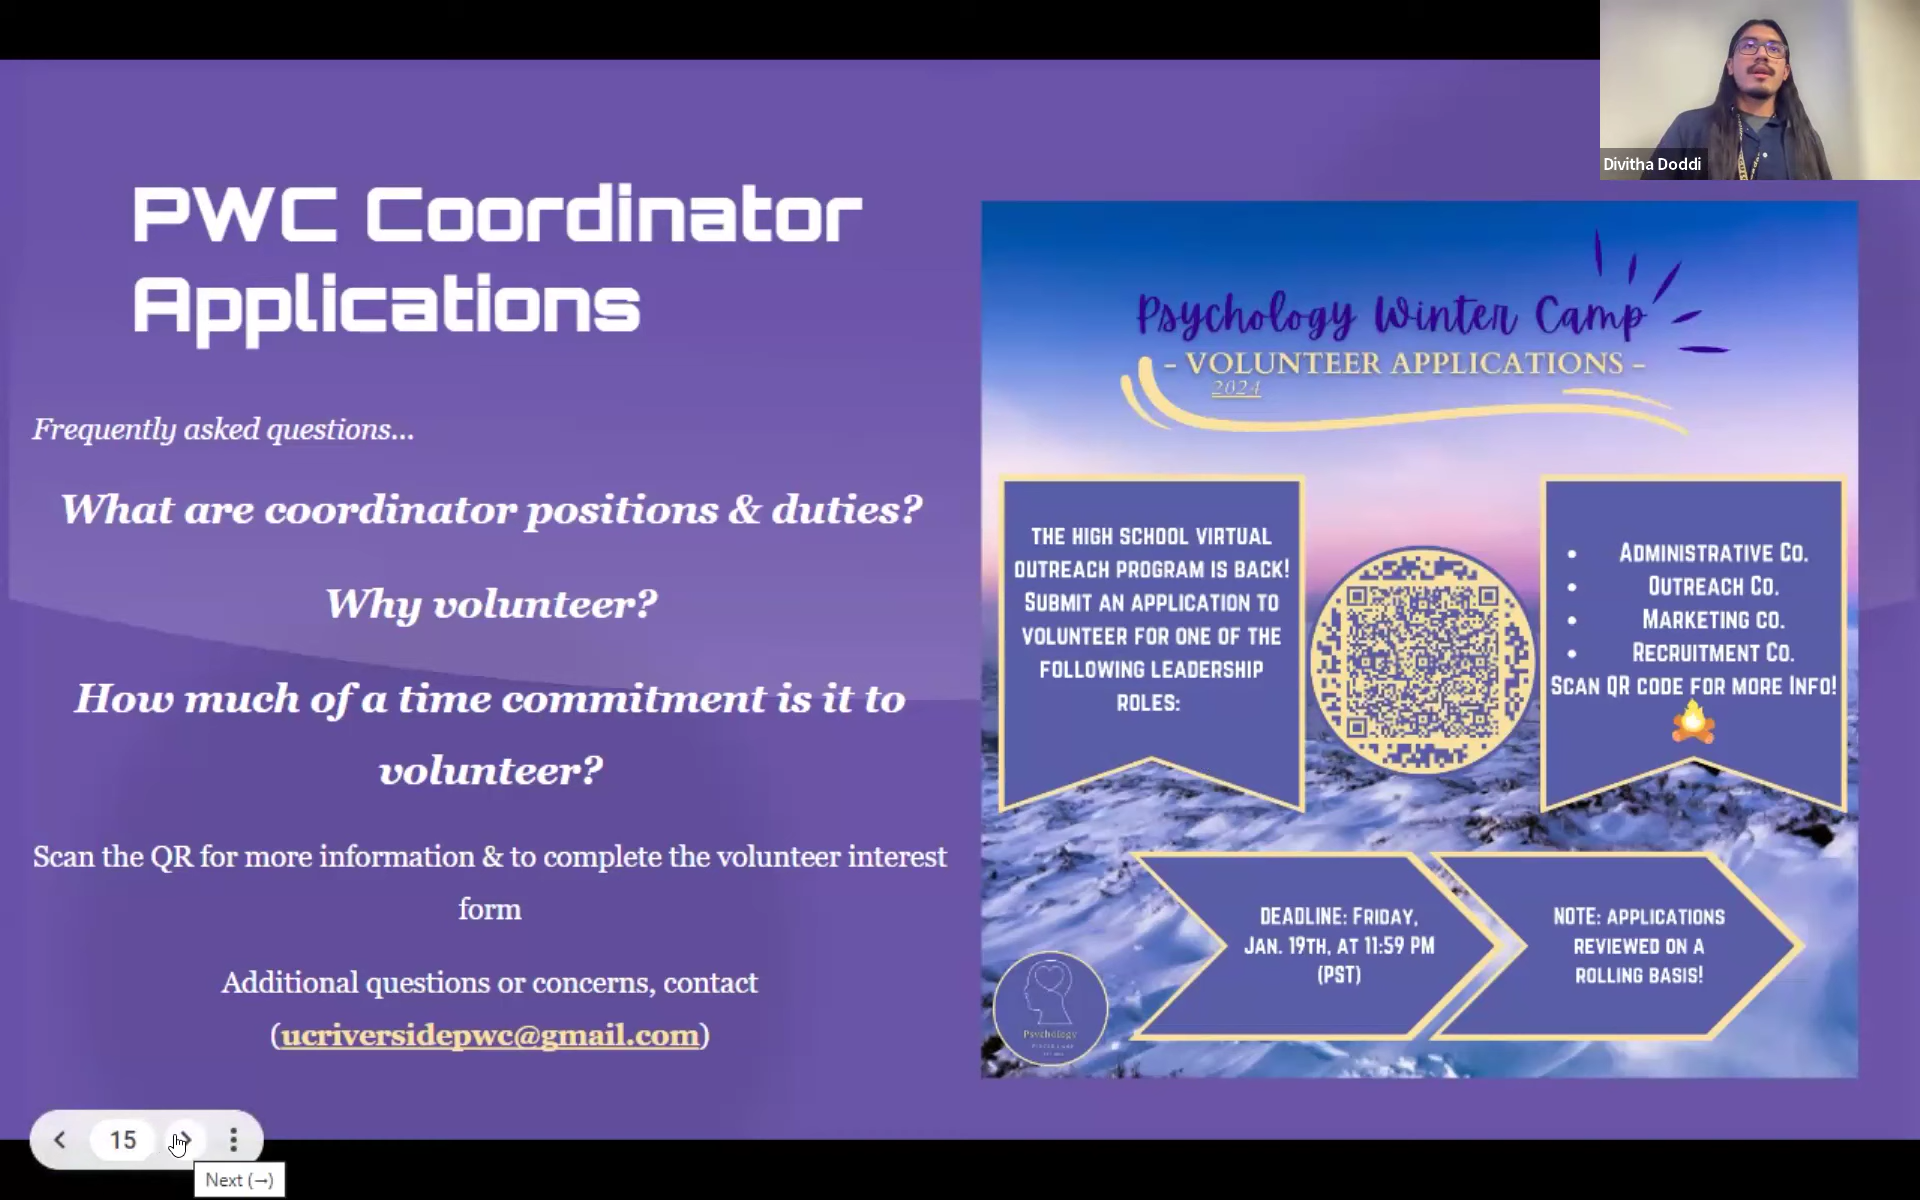 Divitha Doddi
PWC Coordinator
Applications
Frequently asked questions...
What are coordinator positions & duties?
Why volunteer?
How much of a time commitment is it to
volunteer?
Scan the QR for more information & to complete the volunteer interest
form
Additional questions or concerns, contact
(ucriversidepwc@gmail.com)
Psychology Winter Camp
- VOLUNTEER APPLICATIONS -
2024
THE HIGH SCHOOL VIRTUAL
OUTREACH PROGRAM IS BACK!
SUBMIT AN APPLICATION TO
VOLUNTEER FOR ONE OF THE
FOLLOWING LEADERSHIP
ROLES:
• ADMINISTRATIVE CO.
• OUTREACH CO.
• MARKETING CO.
• RECRUITMENT CO.
SCAN QR CODE FOR MORE INFO!
DEADLINE: FRIDAY,
JAN. 19TH, AT 11:59 PM
(PST)
NOTE: APPLICATIONS
REVIEWED ON A
ROLLING BASIS!
Psychology
15
Next (→)